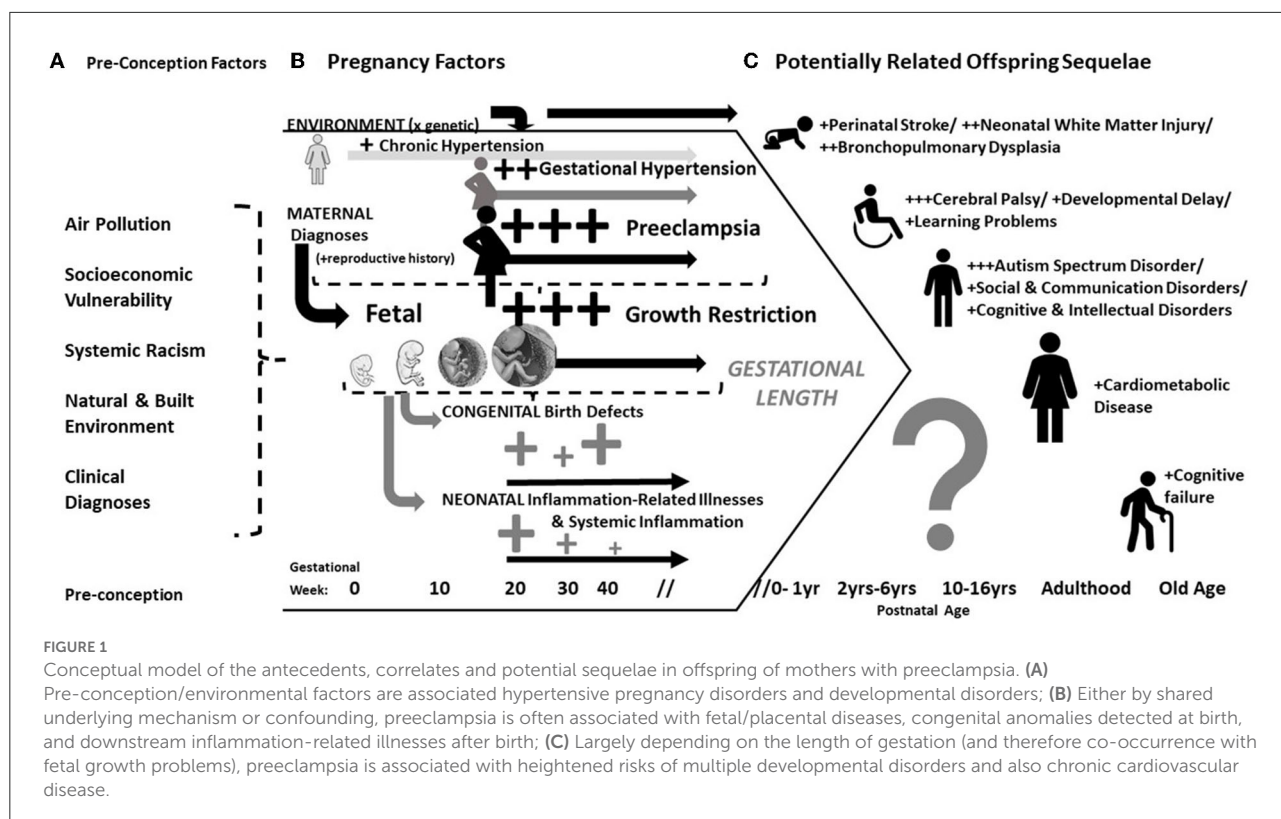 A Pre-Conception Factors
B Pregnancy Factors
C Potentially Related Offspring Sequelae
Air Pollution
Socioeconomic
Vulnerability
Systemic Racism
Natural & Built
Environment
Clinical
Diagnoses
Pre-conception
ENVIRONMENT (x genetic)
+ Chronic Hypertension
++ Gestational Hypertension
MATERNAL
Diagnoses
(+reproductive history)
+++ Preeclampsia
Fetal +++ Growth Restriction
GESTATIONAL
LENGTH
CONGENITAL Birth Defects
+ + +
NEONATAL Inflammation-Related Illnesses
& Systemic Inflammation
+ + +
Gestational
Week: 0 10 20 30 40 //
+Perinatal Stroke/ ++Neonatal White Matter Injury/
++Bronchopulmonary Dysplasia
+++Cerebral Palsy/ +Developmental Delay/
+Learning Problems
+++Autism Spectrum Disorder/
+Social & Communication Disorders/
+Cognitive & Intellectual Disorders
+Cardiometabolic
Disease
?
+Cognitive
failure
//0- 1yr 2yrs-6yrs 10-16yrs Adulthood Old Age
Postnatal Age
FIGURE 1
Conceptual model of the antecedents, correlates and potential sequelae in offspring of mothers with preeclampsia. (A)
Pre-conception/environmental factors are associated hypertensive pregnancy disorders and developmental disorders; (B) Either by shared
underlying mechanism or confounding, preeclampsia is often associated with fetal/placental diseases, congenital anomalies detected at birth,
and downstream inflammation-related illnesses after birth; (C) Largely depending on the length of gestation (and therefore co-occurrence with
fetal growth problems), preeclampsia is associated with heightened risks of multiple developmental disorders and also chronic cardiovascular
disease.